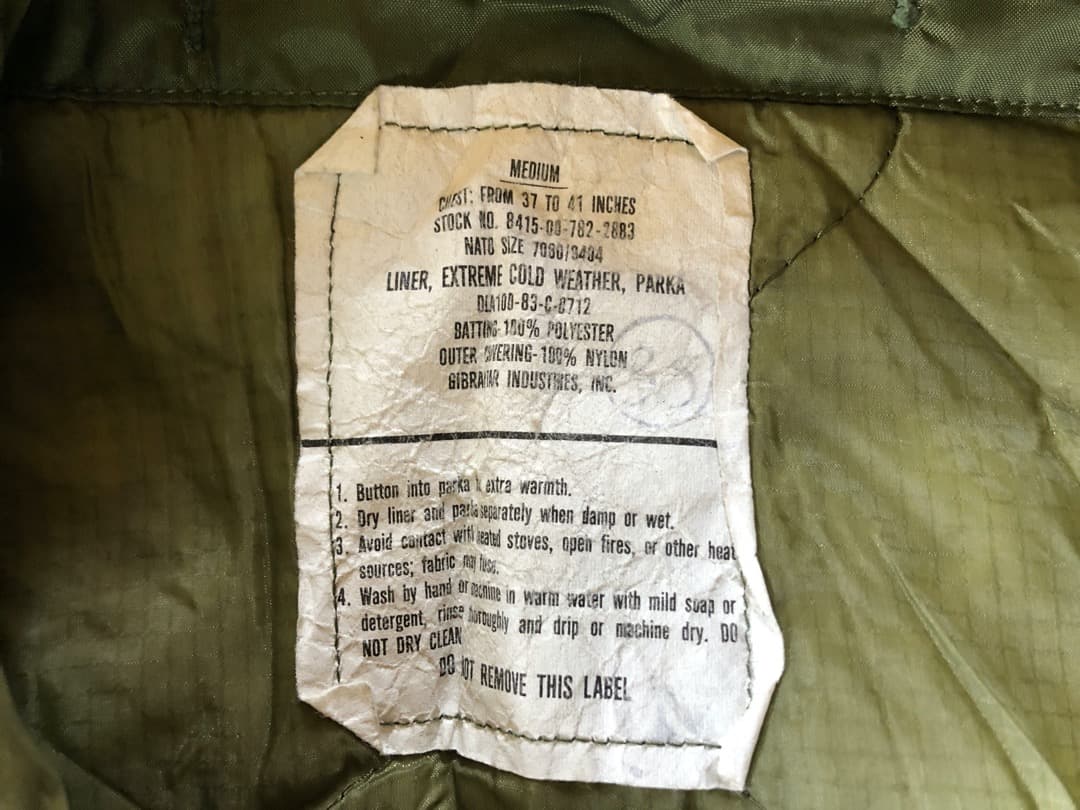 MEDIUM
CHEST: FROM 37 TO 41 INCHES
STOCK NO. 8415-00-782-2883
NATO SIZE 7080/9404
LINER, EXTREME COLD WEATHER, PARKA
DLA100-83-C-0712
BATTING-100% POLYESTER
OUTER COVERING-100% NYLON
GIBRALTAR INDUSTRIES, INC.
1. Button into parka extra warmth.
2. Dry liner and parka separately when damp or wet.
3. Avoid contact with heated stoves, open fires, or other heat
sources; fabric may fuse.
4. Wash by hand or machine in warm water with mild soap or
detergent, rinse thoroughly and drip or machine dry. DO
NOT DRY CLEAN
DO NOT REMOVE THIS LABEL